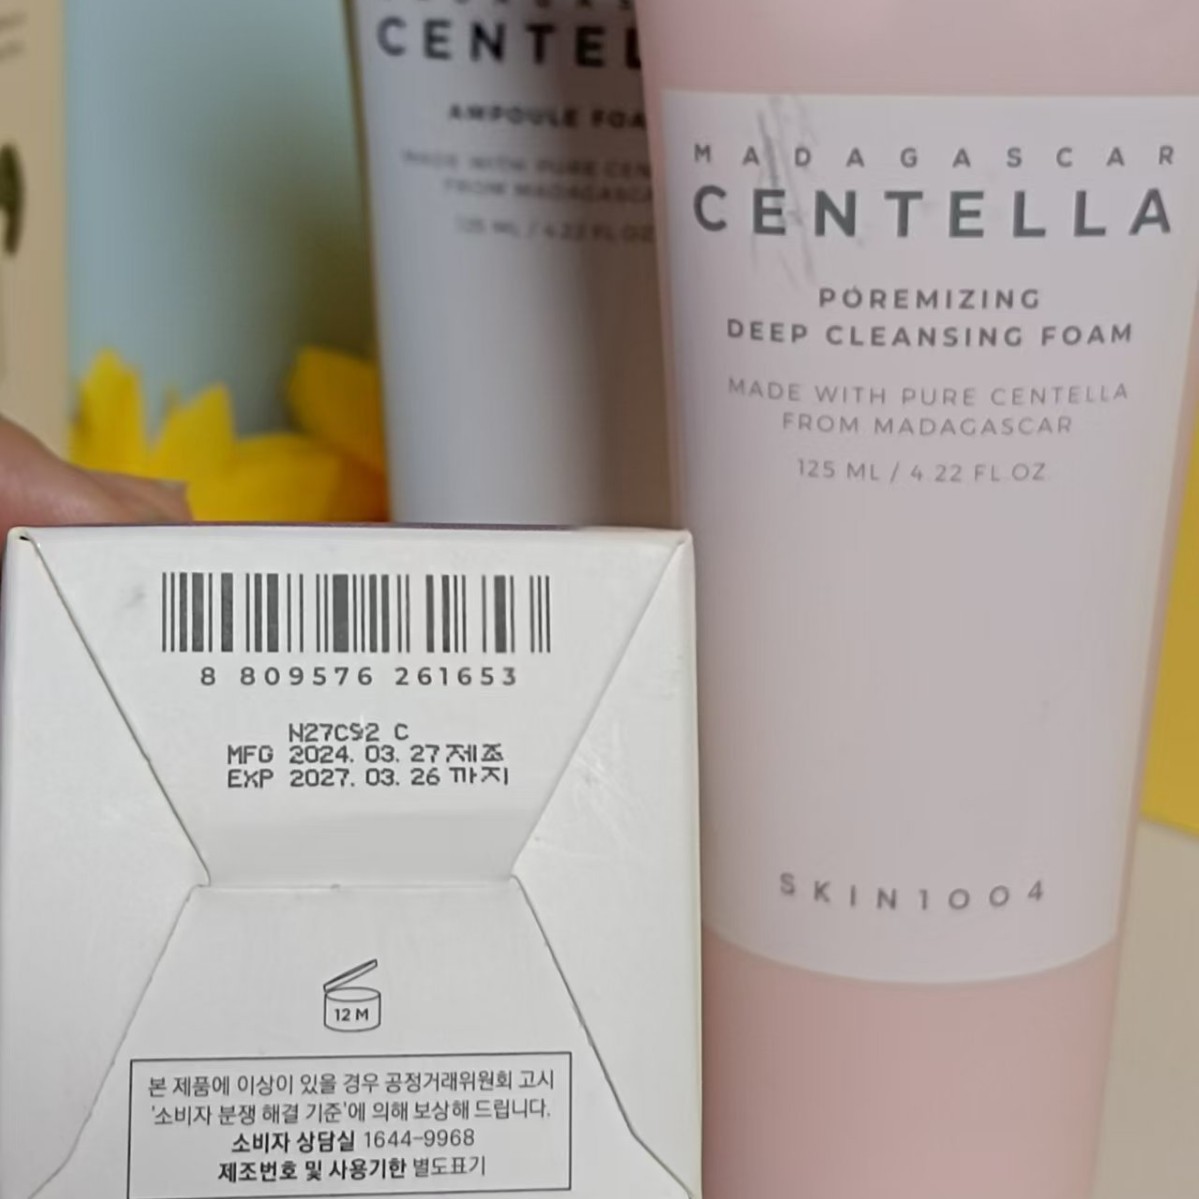 CENTEL
AMPOULE FOA
MADE WITH PURE CEN
FROM MADAGASCA
125 ML / 4.22 FL.OZ
MADAGASCAR
CENTELLA
POREMIZING
DEEP CLEANSING FOAM
MADE WITH PURE CENTELLA
FROM MADAGASCAR
125 ML / 4.22 FL.OZ
SKIN1004
8 809576 261653
N27CS2 C
MFG 2024. 03. 27 제조
EXP 2027. 03. 26 까지
12 M
본 제품에 이상이 있을 경우 공정거래위원회 고시
'소비자 분쟁 해결 기준'에 의해 보상해 드립니다.
소비자 상담실 1644-9968
제조번호 및 사용기한 별도표기